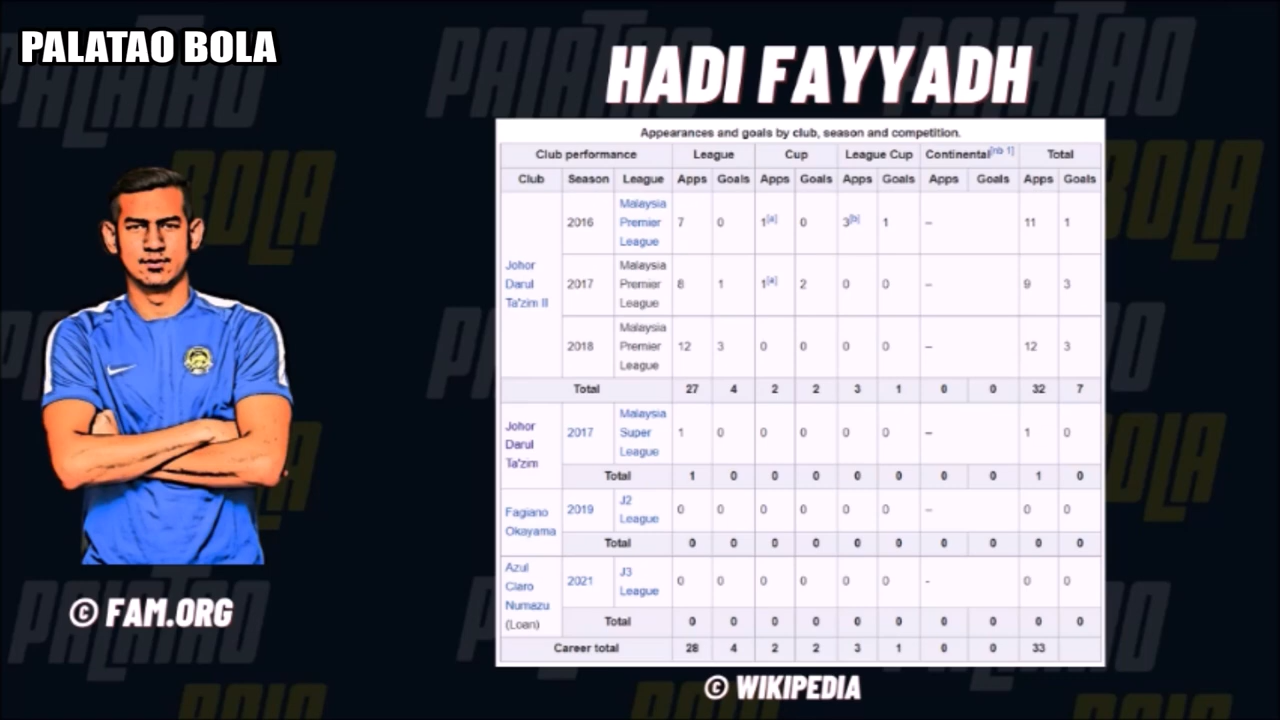 PALATAO BOLA
HADI FAYYADH
Appearances and goals by club, season and competition.
Club performance League Cup League Cup Continental[nb 1] Total
Club Season League Apps Goals Apps Goals Apps Goals Apps Goals Apps Goals
Johor Darul Ta'zim II 2016 Malaysia Premier League 7 0 1[a] 0 3[b] 1 – 11 1
2017 Malaysia Premier League 8 1 1[a] 2 0 0 – 9 3
2018 Malaysia Premier League 12 3 0 0 0 0 – 12 3
Total 27 4 2 2 3 1 0 0 32 7
Johor Darul Ta'zim 2017 Malaysia Super League 1 0 0 0 0 0 – 1 0
Total 1 0 0 0 0 0 0 0 1 0
Fagiano Okayama 2019 J2 League 0 0 0 0 0 0 – 0 0
Total 0 0 0 0 0 0 0 0 0 0
Azul Claro Numazu (Loan) 2021 J3 League 0 0 0 0 0 0 - 0 0
Total 0 0 0 0 0 0 0 0 0 0
Career total 28 4 2 2 3 1 0 0 33
© FAM.ORG
© WIKIPEDIA